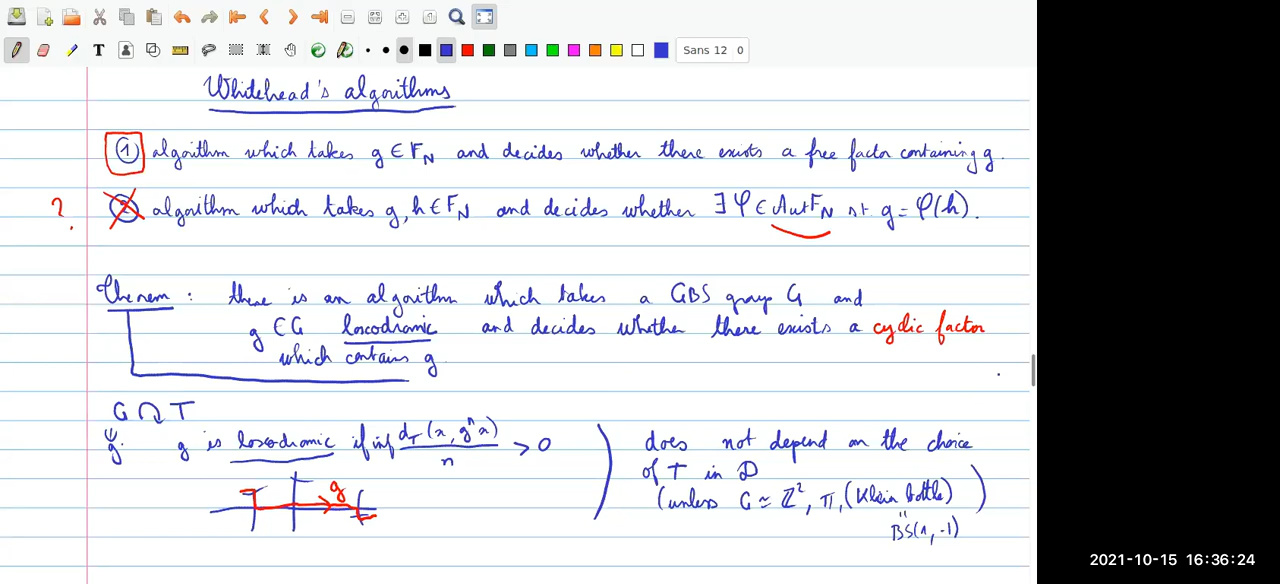 Sans 12 0
Whitehead's algorithms
① algorithm which takes g ∈ F_N and decides whether there exists a free factor containing g.
? ② algorithm which takes g, h ∈ F_N and decides whether ∃ φ ∈ Aut F_N st g = φ(h).
Theorem : there is an algorithm which takes a GBS group G and
g ∈ G loxodromic and decides whether there exists a cyclic factor
which contains g
G ↷ T
g g is loxodromic if inf d_T(x, g^n x) / n > 0
does not depend on the choice
of T in D
(unless G ≃ Z², π₁(Klein bottle))
g
"
BS(1, -1)
2021-10-15 16:36:24